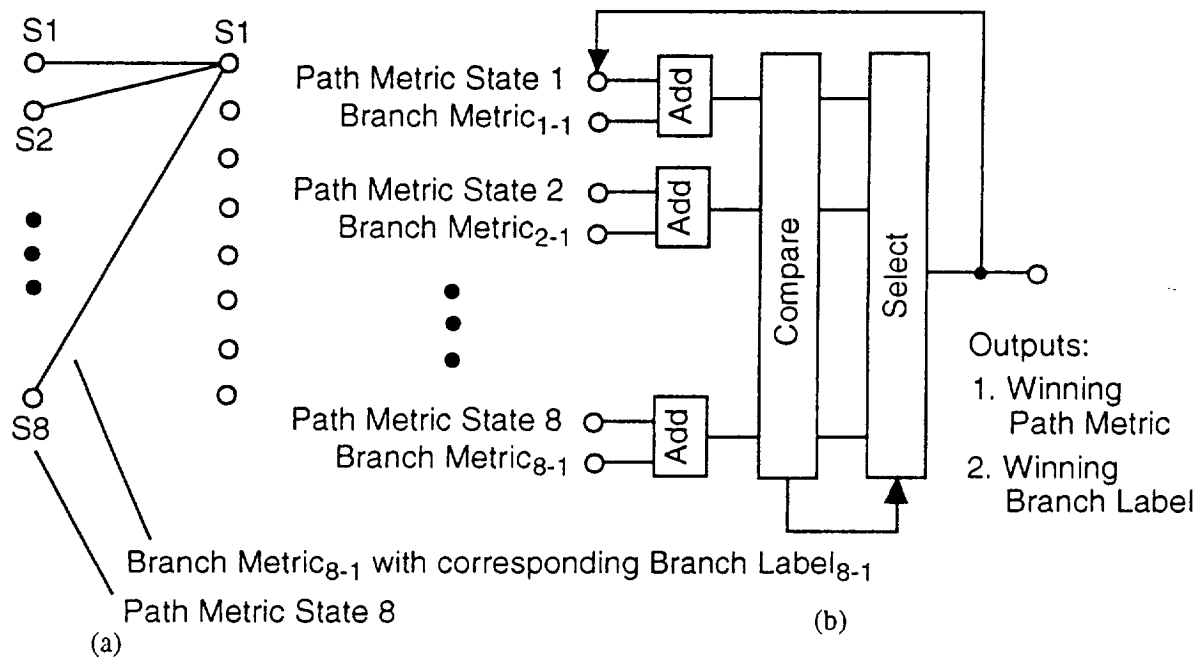 S1
S1
S2
S8
Branch Metric8-1 with corresponding Branch Label8-1
Path Metric State 8
(a)
Path Metric State 1
Branch Metric1-1
Add
Path Metric State 2
Branch Metric2-1
Add
Path Metric State 8
Branch Metric8-1
Add
Compare
Select
Outputs:
1. Winning
Path Metric
2. Winning
Branch Label
(b)